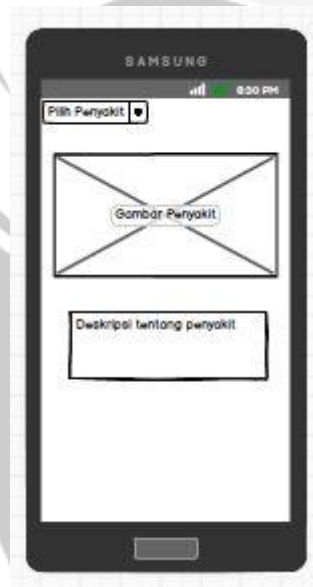 SAMSUNG
8:30 PM
Pilih Penyakit
Gambar Penyakit
Deskripsi tentang penyakit